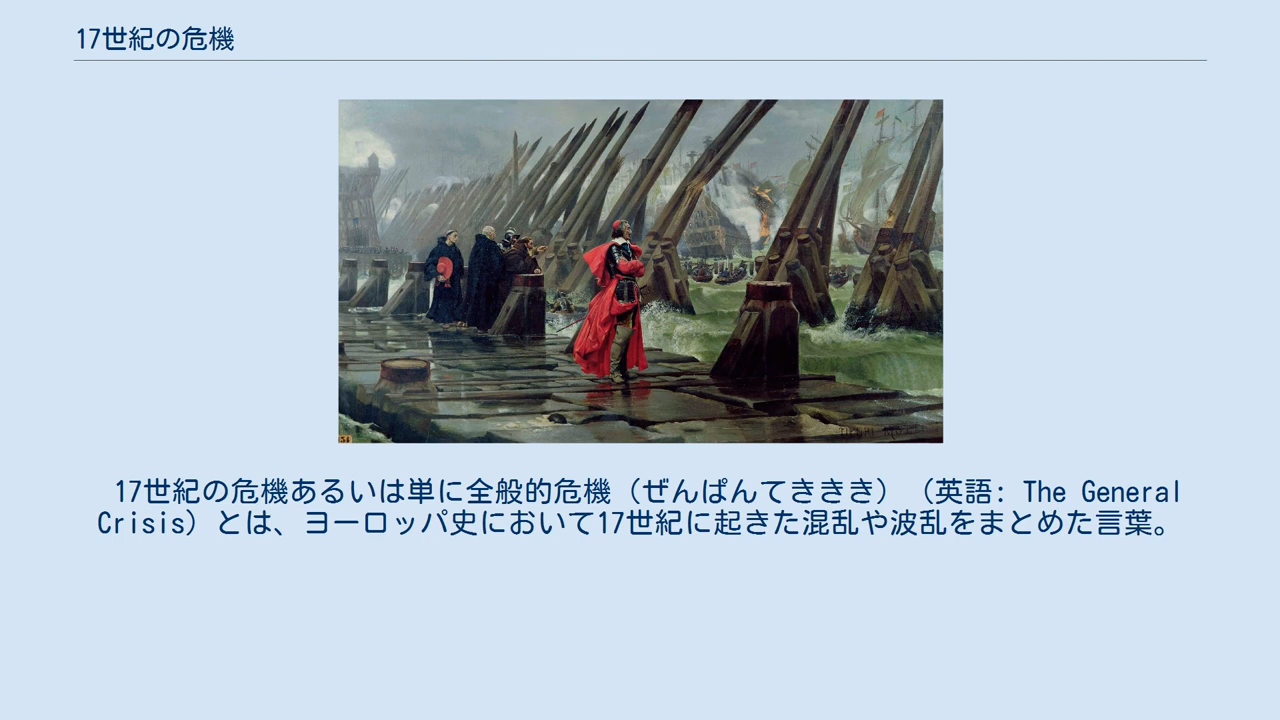 17世紀の危機
54
17世紀の危機あるいは単に全般的危機（ぜんぱんてききき）（英語: The General
Crisis）とは、ヨーロッパ史において17世紀に起きた混乱や波乱をまとめた言葉。